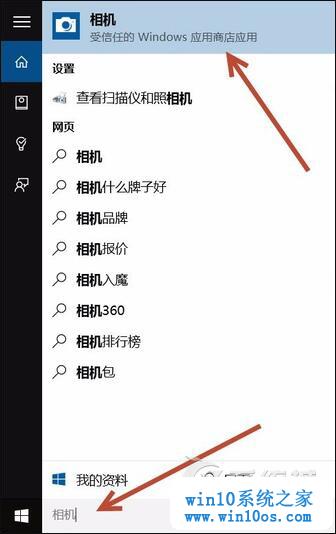 相机
受信任的 Windows 应用商店应用
设置
查看扫描仪和照相机
网页
相机
相机什么牌子好
相机品牌
相机报价
相机入魔
相机360
相机排行榜
相机包
我的资料
相机
win10系统之家
www.win10os.com